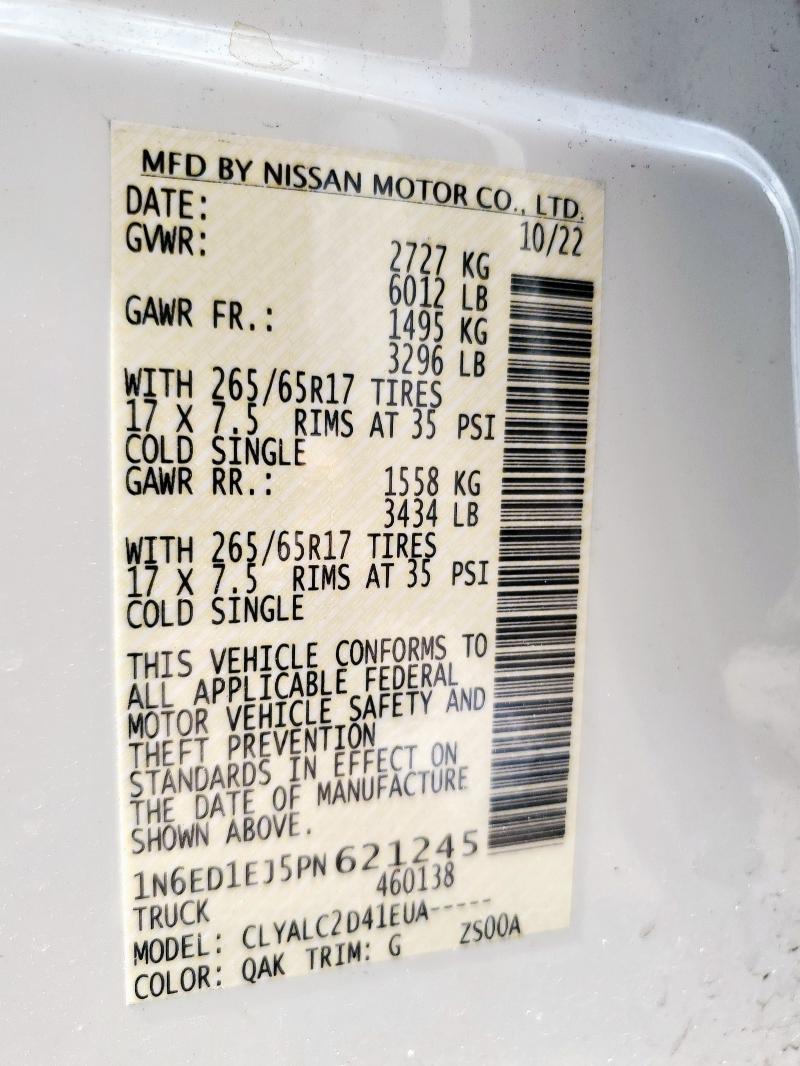 MFD BY NISSAN MOTOR CO., LTD.
DATE: 10/22
GVWR: 2727 KG
6012 LB
GAWR FR.: 1495 KG
3296 LB
WITH 265/65R17 TIRES
17 X 7.5 RIMS AT 35 PSI
COLD SINGLE
GAWR RR.: 1558 KG
3434 LB
WITH 265/65R17 TIRES
17 X 7.5 RIMS AT 35 PSI
COLD SINGLE
THIS VEHICLE CONFORMS TO
ALL APPLICABLE FEDERAL
MOTOR VEHICLE SAFETY AND
THEFT PREVENTION
STANDARDS IN EFFECT ON
THE DATE OF MANUFACTURE
SHOWN ABOVE.
1N6ED1EJ5PN621245
TRUCK 460138
MODEL: CLYALC2D41EUA-----
COLOR: QAK TRIM: G ZS00A